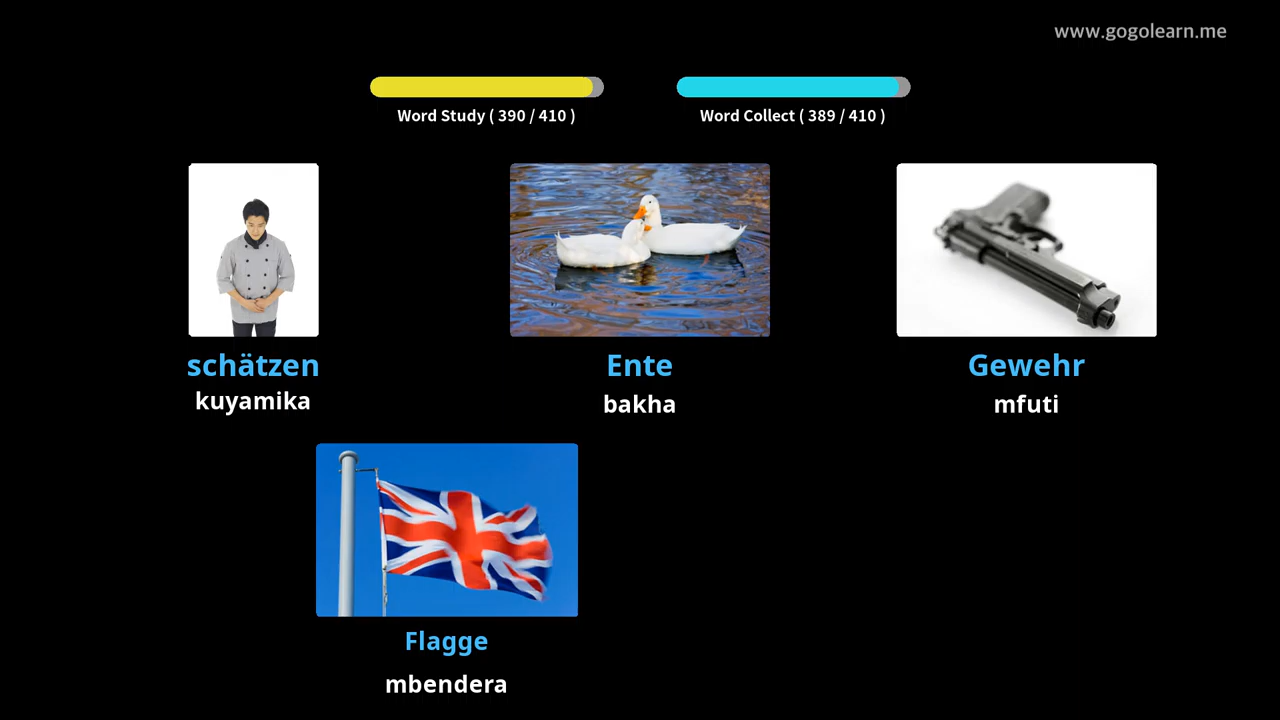 www.gogolearn.me
Word Study ( 390 / 410 )
Word Collect ( 389 / 410 )
schätzen
kuyamika
Ente
bakha
Gewehr
mfuti
Flagge
mbendera